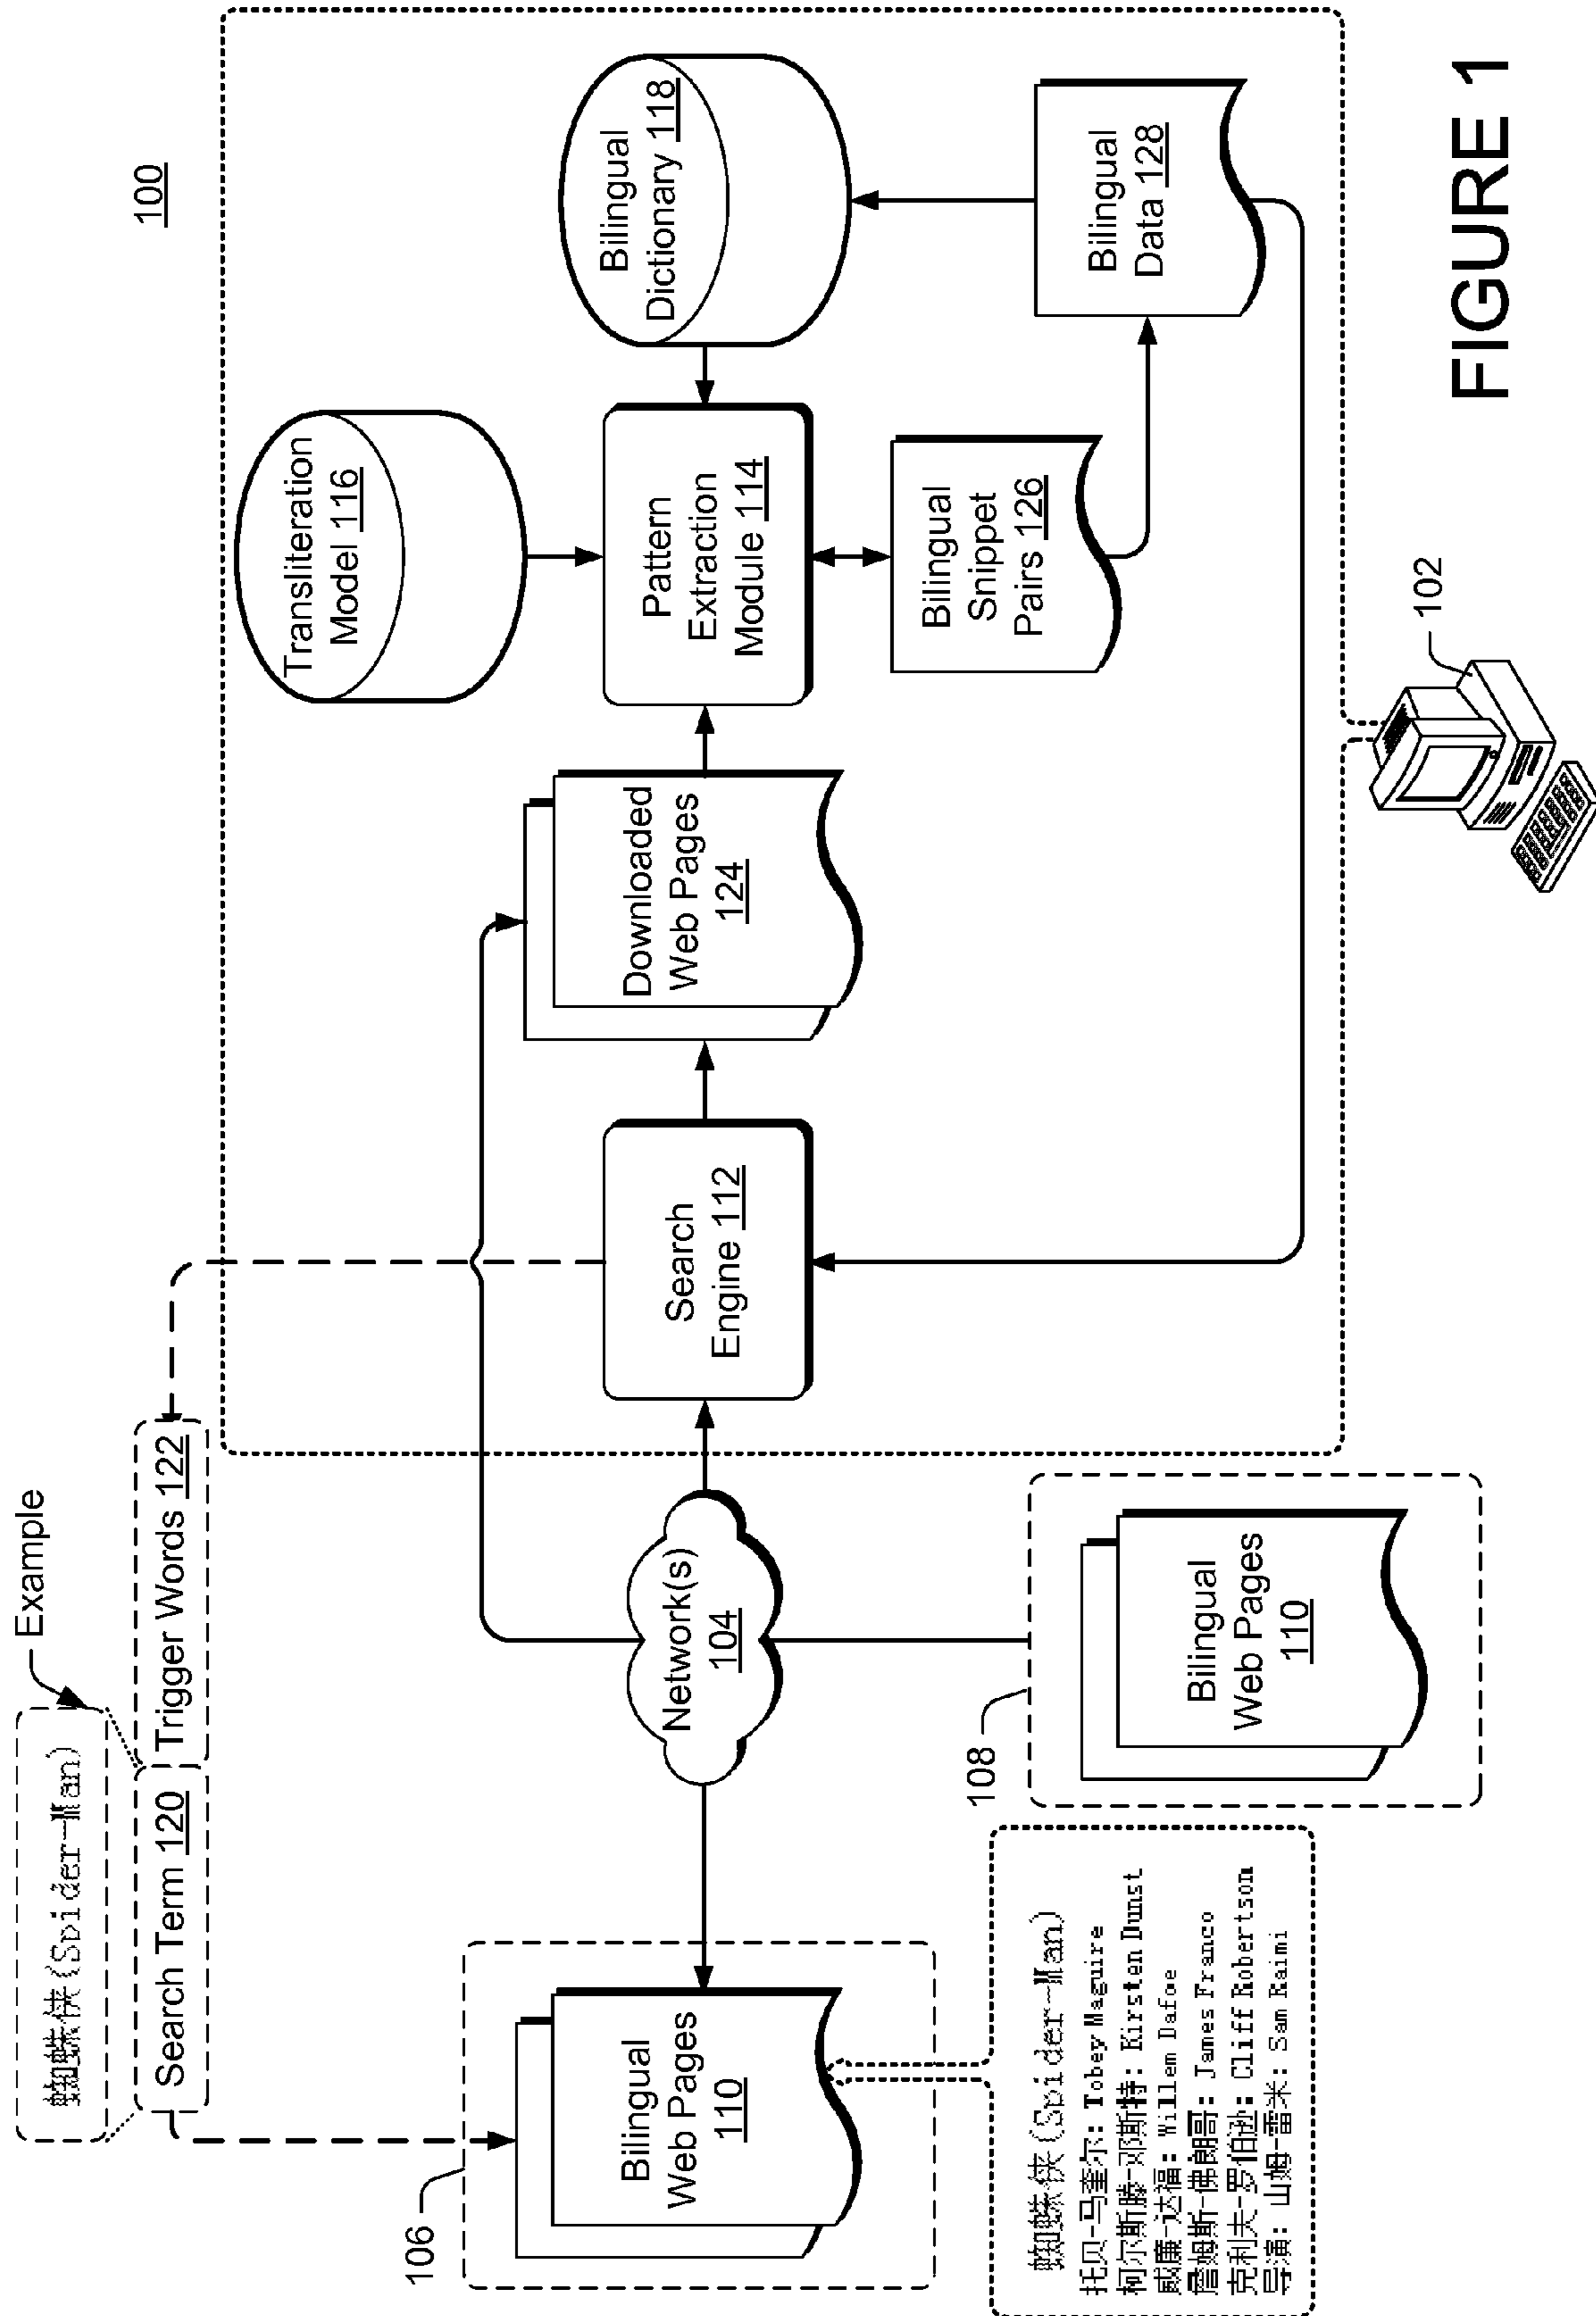 100
Example
蜘蛛侠(Spider-Man)
Search Term 120
Trigger Words 122
106
Bilingual
Web Pages
110
Network(s)
104
Search
Engine 112
Downloaded
Web Pages
124
Transliteration
Model 116
Pattern
Extraction
Module 114
Bilingual
Dictionary 118
Bilingual
Snippet
Pairs 126
Bilingual
Data 128
蜘蛛侠(Spider-Man)
托贝-马奎尔: Tobey Maguire
柯尔斯滕-邓斯特: Kirsten Dunst
威廉-达福: Willem Dafoe
詹姆斯-弗朗哥: James Franco
克利夫-罗伯逊: Cliff Robertson
导演: 山姆-雷米: Sam Raimi
108
Bilingual
Web Pages
110
102
FIGURE 1